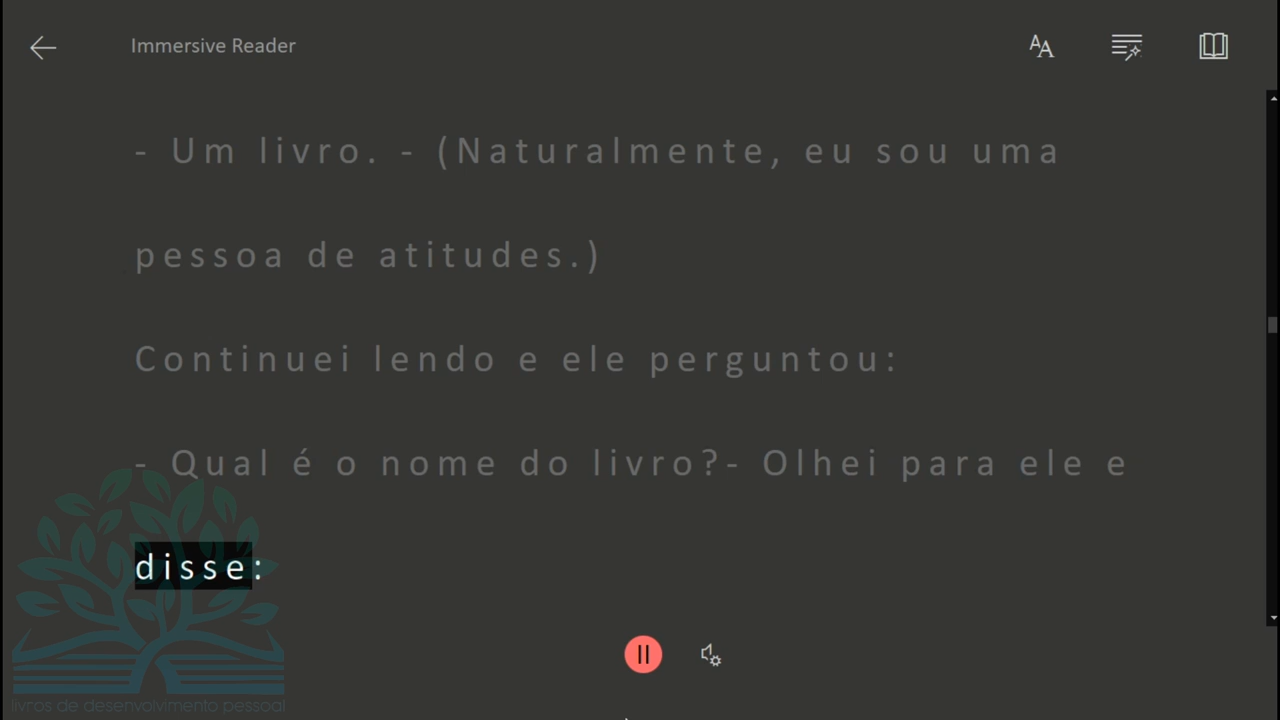 Immersive Reader
- Um livro. - (Naturalmente, eu sou uma
pessoa de atitudes.)
Continuei lendo e ele perguntou:
- Qual é o nome do livro?- Olhei para ele e
disse:
livros de desenvolvimento pessoal